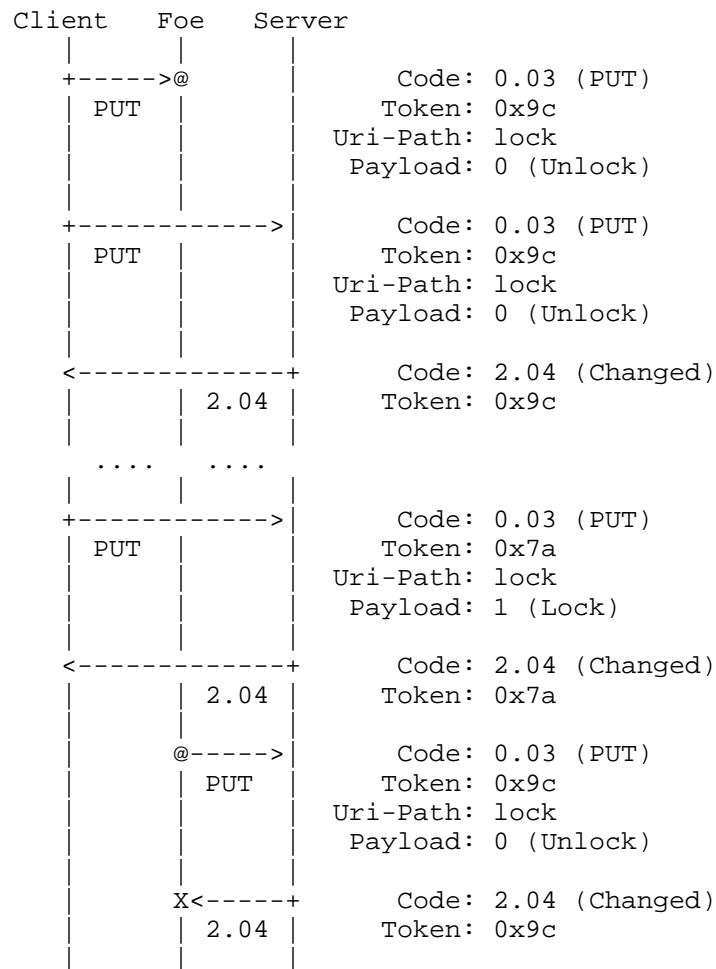 Client Foe Server
+----->@ Code: 0.03 (PUT)
PUT Token: 0x9c
Uri-Path: lock
Payload: 0 (Unlock)
+------------> Code: 0.03 (PUT)
PUT Token: 0x9c
Uri-Path: lock
Payload: 0 (Unlock)
<-------------+ Code: 2.04 (Changed)
2.04 Token: 0x9c
.... ....
+------------> Code: 0.03 (PUT)
PUT Token: 0x7a
Uri-Path: lock
Payload: 1 (Lock)
<-------------+ Code: 2.04 (Changed)
2.04 Token: 0x7a
@-----> Code: 0.03 (PUT)
PUT Token: 0x9c
Uri-Path: lock
Payload: 0 (Unlock)
X<-----+ Code: 2.04 (Changed)
2.04 Token: 0x9c